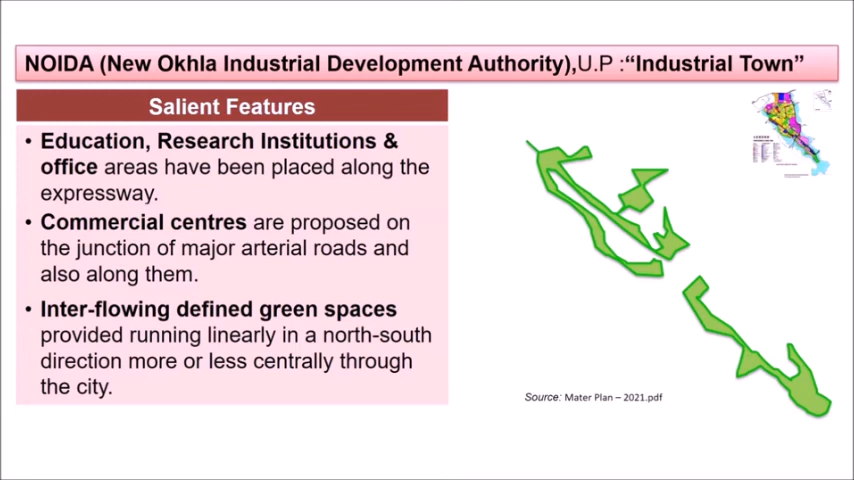 NOIDA (New Okhla Industrial Development Authority),U.P :“Industrial Town”
Salient Features
• Education, Research Institutions &
office areas have been placed along the
expressway.
• Commercial centres are proposed on
the junction of major arterial roads and
also along them.
• Inter-flowing defined green spaces
provided running linearly in a north-south
direction more or less centrally through
the city.
Source: Mater Plan – 2021.pdf